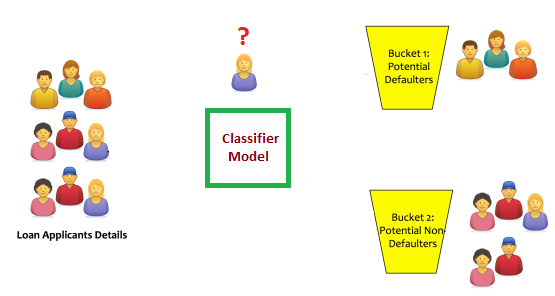 ?
Classifier
Model
Loan Applicants Details
Bucket 1:
Potential
Defaulters
Bucket 2:
Potential Non-
Defaulters